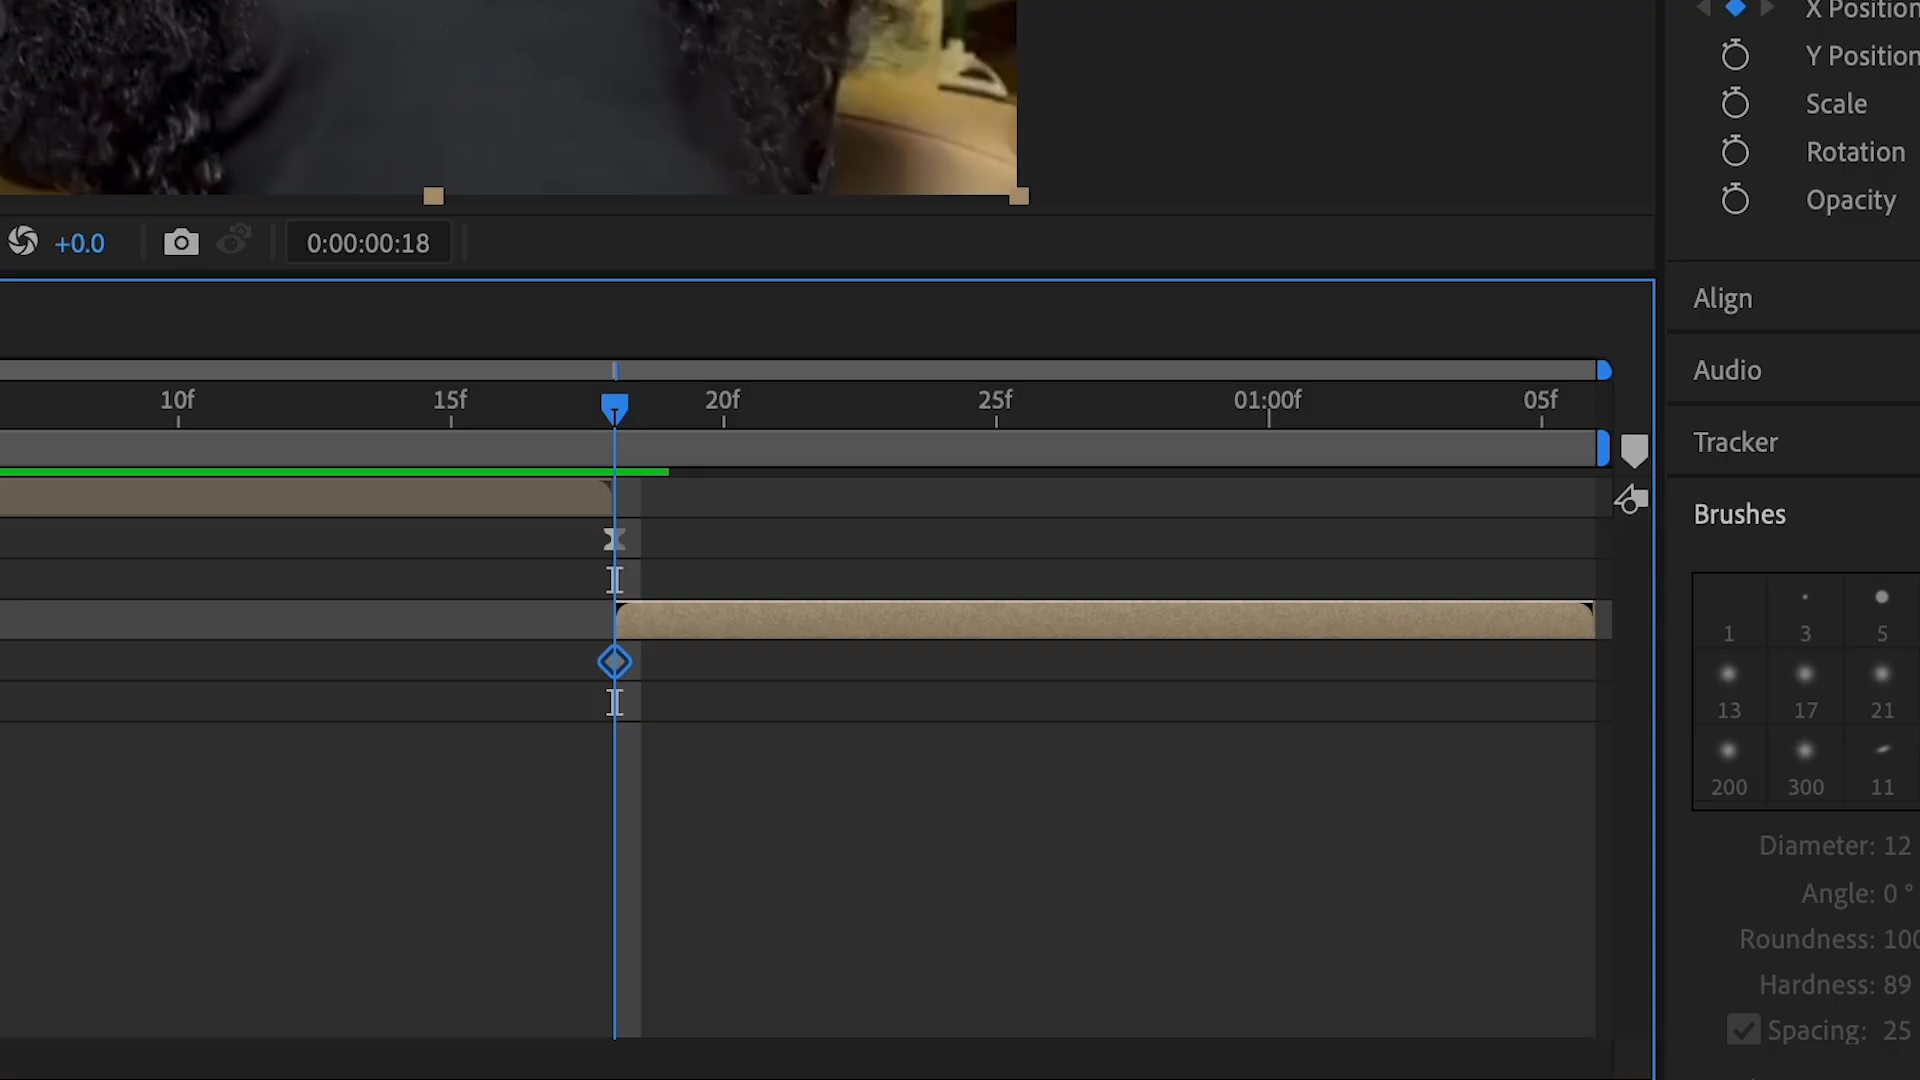 X Position
Y Position
Scale
Rotation
Opacity
+0.0
0:00:00:18
Align
10f 15f 20f 25f 01:00f 05f
Audio
Tracker
Brushes
1 3 5
13 17 21
200 300 11
Diameter: 12
Angle: 0 °
Roundness: 100
Hardness: 89
Spacing: 25